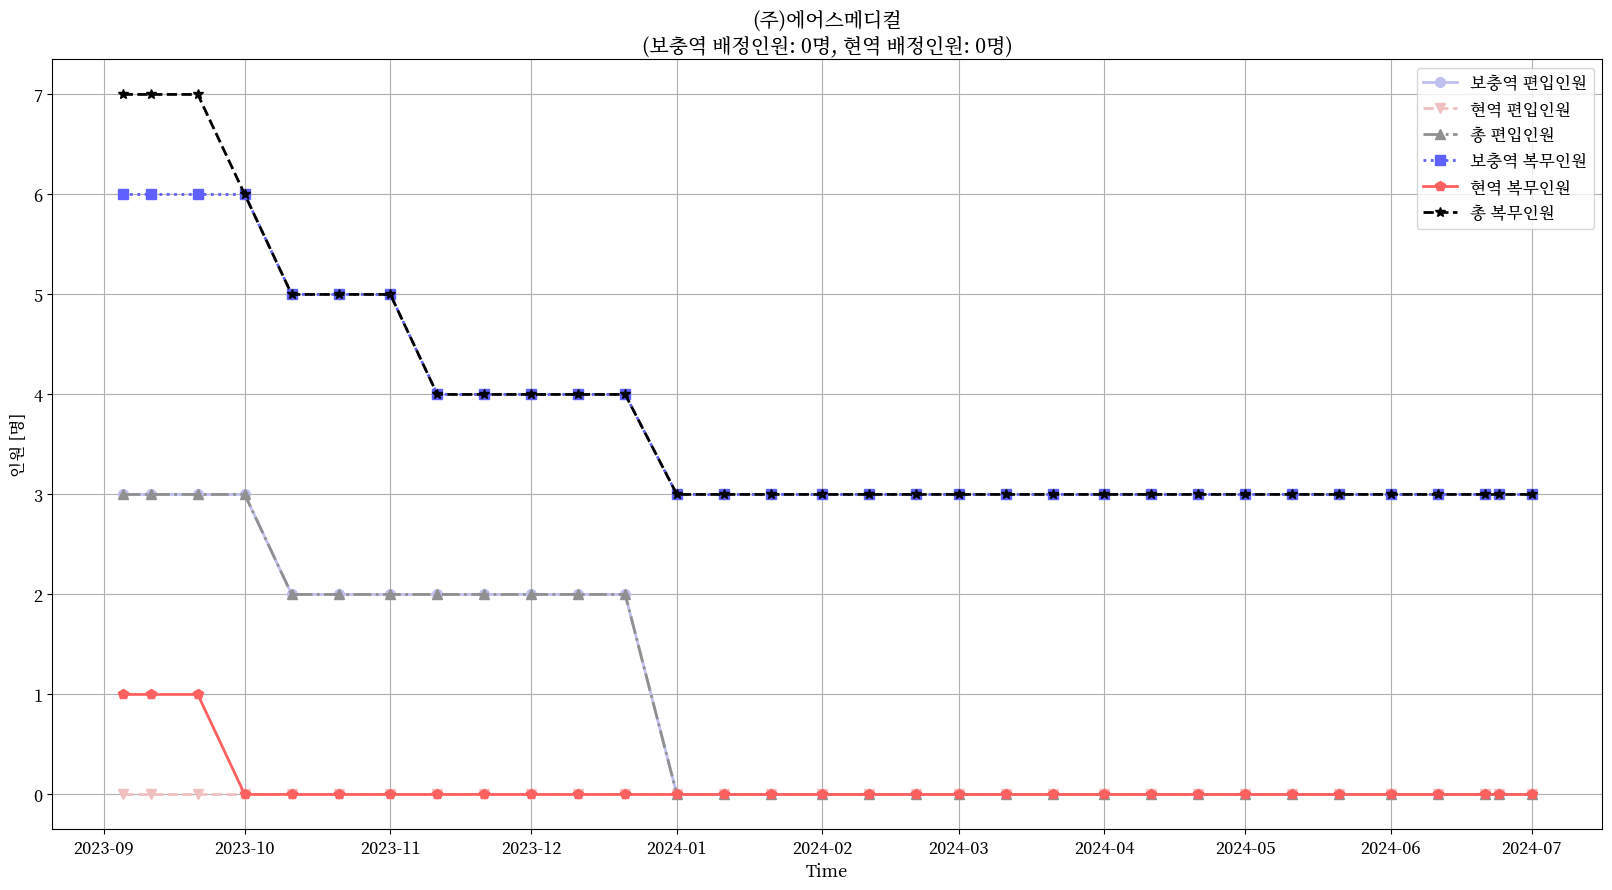 (주)에어스메디컬
(보충역 배정인원: 0명, 현역 배정인원: 0명)
보충역 편입인원
현역 편입인원
총 편입인원
보충역 복무인원
현역 복무인원
총 복무인원
7
6
5
4
3
2
1
0
인원 [명]
2023-09
2023-10
2023-11
2023-12
2024-01
2024-02
2024-03
2024-04
2024-05
2024-06
2024-07
Time